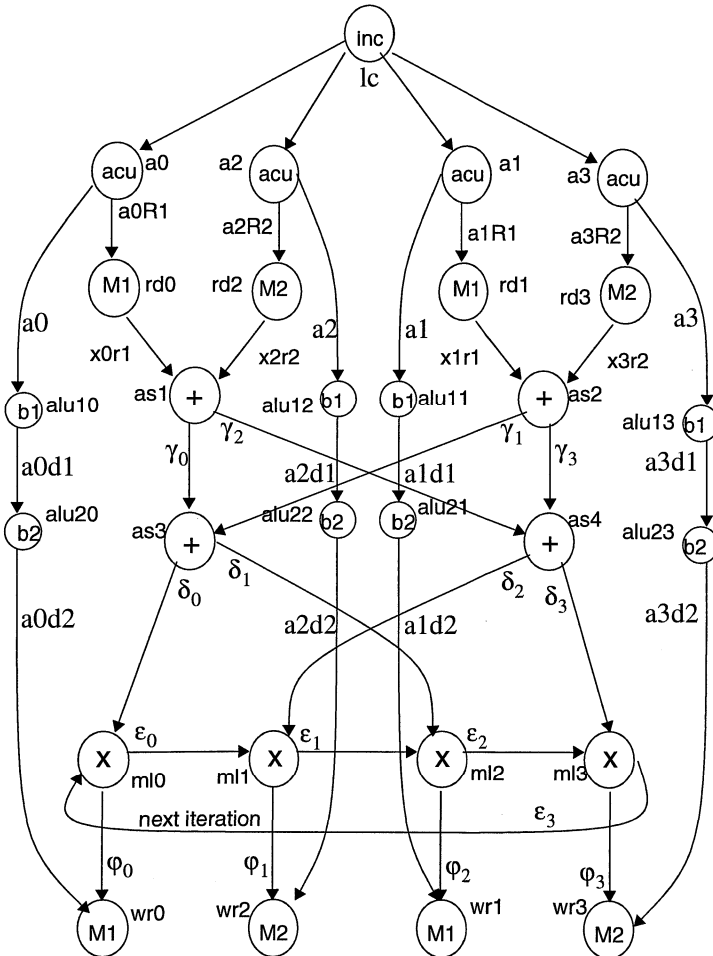 inc
lc
acu a0
a2 acu
acu a1
a3 acu
a0R1
a2R2
a1R1
a3R2
M1 rd0
rd2 M2
M1 rd1
rd3 M2
a0
a2
a1
a3
x0r1
x2r2
x1r1
x3r2
as1 +
+ as2
b1 alu10
alu12 b1
b1 alu11
alu13 b1
γ0
γ2
γ1
γ3
a0d1
a2d1
a1d1
a3d1
b2 alu20
as3 +
alu22 b2
b2 alu21
+ as4
alu23 b2
δ0
δ1
δ2
δ3
a0d2
a2d2
a1d2
a3d2
X ml0
ε0
ml1 X
ε1
X ml2
ε2
ml3 X
next iteration
ε3
φ0
φ1
φ2
φ3
M1 wr0
wr2 M2
M1 wr1
wr3 M2